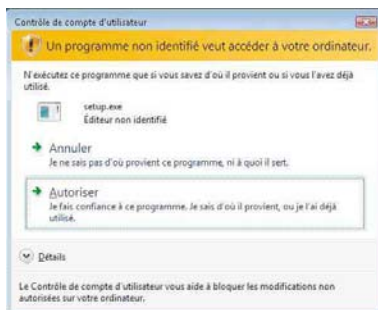 Contrôle de compte d'utilisateur
Un programme non identifié veut accéder à votre ordinateur.
N'exécutez ce programme que si vous savez d'où il provient ou si vous l'avez déjà
utilisé.
setup.exe
Éditeur non identifié
Annuler
Je ne sais pas d'où provient ce programme, ni à quoi il sert.
Autoriser
Je fais confiance à ce programme. Je sais d'où il provient, ou je l'ai déjà
utilisé.
Détails
Le Contrôle de compte d'utilisateur vous aide à bloquer les modifications non
autorisées sur votre ordinateur.